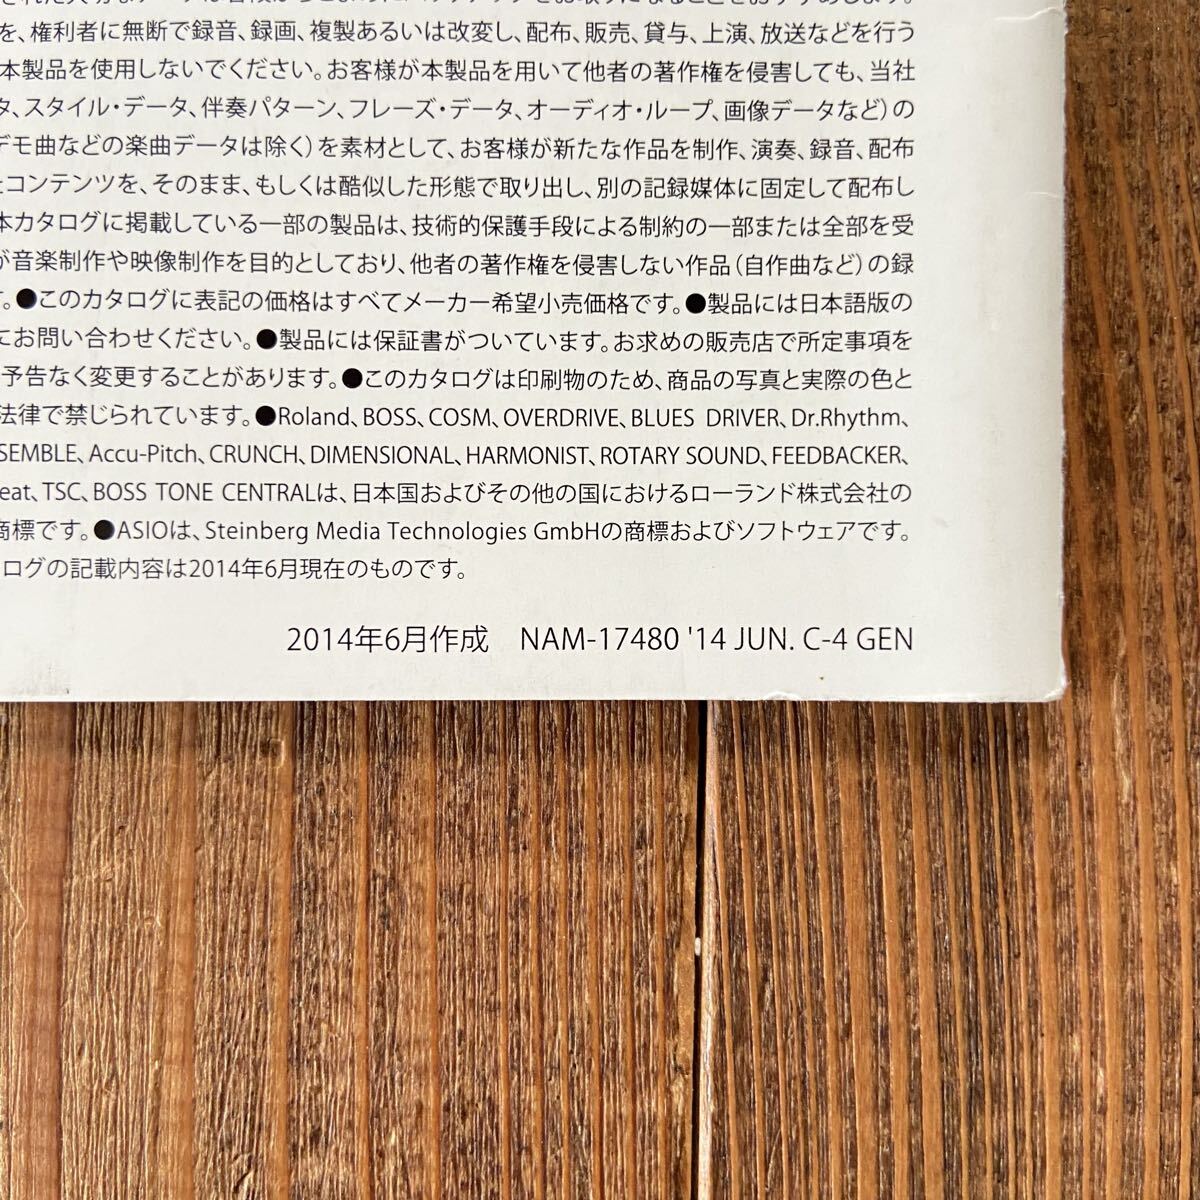 を、権利者に無断で録音、録画、複製あるいは改変し、配布、販売、貸与、上演、放送などを行う
本製品を使用しないでください。お客様が本製品を用いて他者の著作権を侵害しても、当社
タ、スタイル・データ、伴奏パターン、フレーズ・データ、オーディオ・ループ、画像データなど）の
デモ曲などの楽曲データは除く）を素材として、お客様が新たな作品を制作、演奏、録音、配布
たコンテンツを、そのまま、もしくは酷似した形態で取り出し、別の記録媒体に固定して配布し
本カタログに掲載している一部の製品は、技術的保護手段による制約の一部または全部を受
が音楽制作や映像制作を目的としており、他者の著作権を侵害しない作品（自作曲など）の録
す。●このカタログに表記の価格はすべてメーカー希望小売価格です。●製品には日本語版の
にお問い合わせください。●製品には保証書がついています。お求めの販売店で所定事項を
予告なく変更することがあります。●このカタログは印刷物のため、商品の写真と実際の色と
法律で禁じられています。●Roland、BOSS、COSM、OVERDRIVE、BLUES DRIVER、Dr.Rhythm、
SEMBLE、Accu-Pitch、CRUNCH、DIMENSIONAL、HARMONIST、ROTARY SOUND、FEEDBACKER、
eat、TSC、BOSS TONE CENTRALは、日本国およびその他の国におけるローランド株式会社の
商標です。●ASIOは、Steinberg Media Technologies GmbHの商標およびソフトウェアです。
ログの記載内容は2014年6月現在のものです。
2014年6月作成 NAM-17480 '14 JUN. C-4 GEN